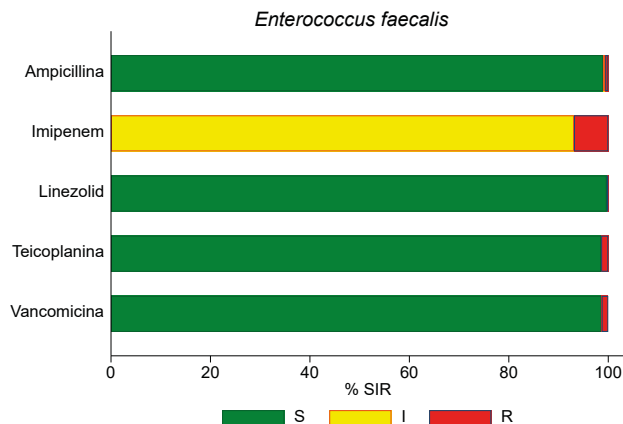 Enterococcus faecalis
Ampicillina
Imipenem
Linezolid
Teicoplanina
Vancomicina
0 20 40 60 80 100
% SIR
S I R